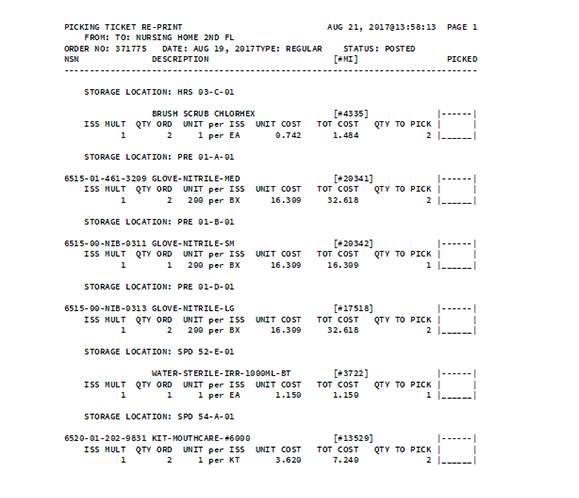 PICKING TICKET RE-PRINT AUG 21, 2017@13:58:13 PAGE 1
FROM: TO: NURSING HOME 2ND FL
ORDER NO: 371775 DATE: AUG 19, 2017TYPE: REGULAR STATUS: POSTED
NSN DESCRIPTION [#MI] PICKED
--------------------------------------------------------------------------------
STORAGE LOCATION: HRS 03-C-01
BRUSH SCRUB CHLORHEX [#4335] |------|
ISS MULT QTY ORD UNIT per ISS UNIT COST TOT COST QTY TO PICK | |
1 2 1 per EA 0.742 1.484 2 |______|
STORAGE LOCATION: PRE 01-A-01
6515-01-461-3209 GLOVE-NITRILE-MED [#20341] |------|
ISS MULT QTY ORD UNIT per ISS UNIT COST TOT COST QTY TO PICK | |
1 2 200 per BX 16.309 32.618 2 |______|
STORAGE LOCATION: PRE 01-B-01
6515-00-NIB-0311 GLOVE-NITRILE-SM [#20342] |------|
ISS MULT QTY ORD UNIT per ISS UNIT COST TOT COST QTY TO PICK | |
1 1 200 per BX 16.309 16.309 1 |______|
STORAGE LOCATION: PRE 01-D-01
6515-00-NIB-0313 GLOVE-NITRILE-LG [#17518] |------|
ISS MULT QTY ORD UNIT per ISS UNIT COST TOT COST QTY TO PICK | |
1 2 200 per BX 16.309 32.618 2 |______|
STORAGE LOCATION: SPD 52-E-01
WATER-STERILE-IRR-1000ML-BT [#3722] |------|
ISS MULT QTY ORD UNIT per ISS UNIT COST TOT COST QTY TO PICK | |
1 1 1 per EA 1.150 1.150 1 |______|
STORAGE LOCATION: SPD 54-A-01
6520-01-202-9831 KIT-MOUTHCARE-#6000 [#13529] |------|
ISS MULT QTY ORD UNIT per ISS UNIT COST TOT COST QTY TO PICK | |
1 2 1 per KT 3.620 7.240 2 |______|